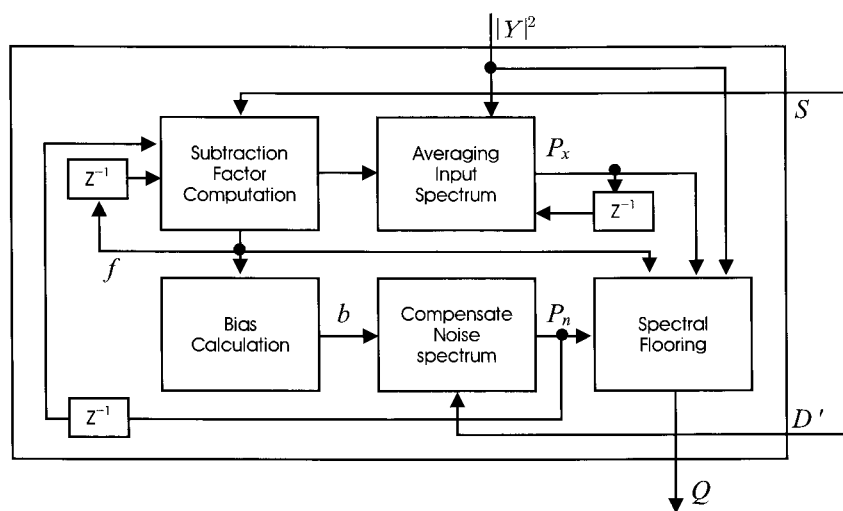 |Y|²
S
Subtraction
Factor
Computation
Averaging
Input
Spectrum
Pₓ
Z⁻¹
Z⁻¹
f
Bias
Calculation
b
Compensate
Noise
spectrum
Pₙ
Spectral
Flooring
Z⁻¹
D'
Q